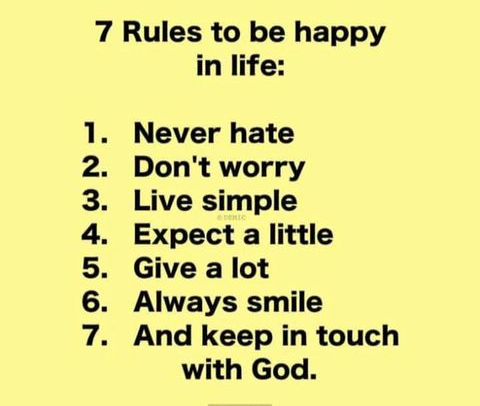 7 Rules to be happy
in life:
1. Never hate
2. Don't worry
3. Live simple
4. Expect a little
5. Give a lot
6. Always smile
7. And keep in touch
with God.